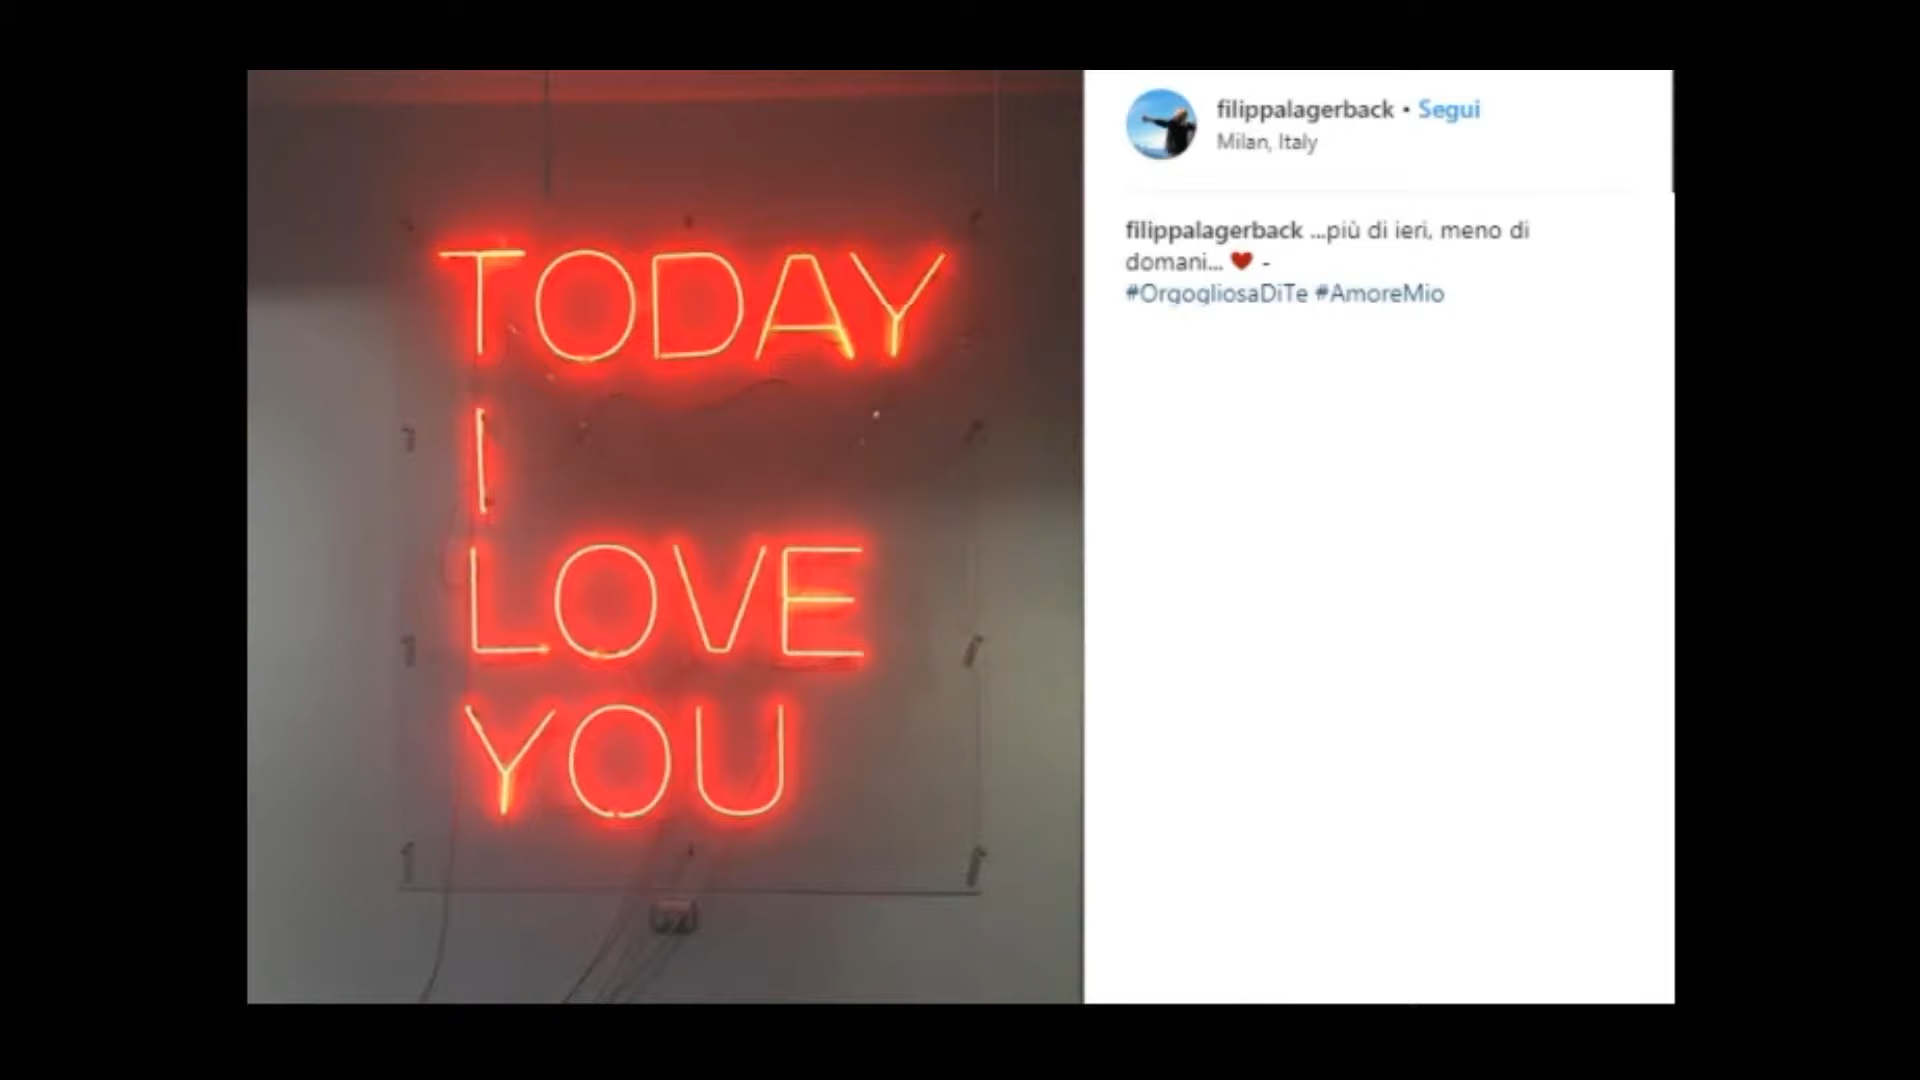 TODAY
I
LOVE
YOU
filippalagerback • Segui
Milan, Italy
filippalagerback ...più di ieri, meno di
domani... ❤ -
#OrgogliosaDiTe #AmoreMio